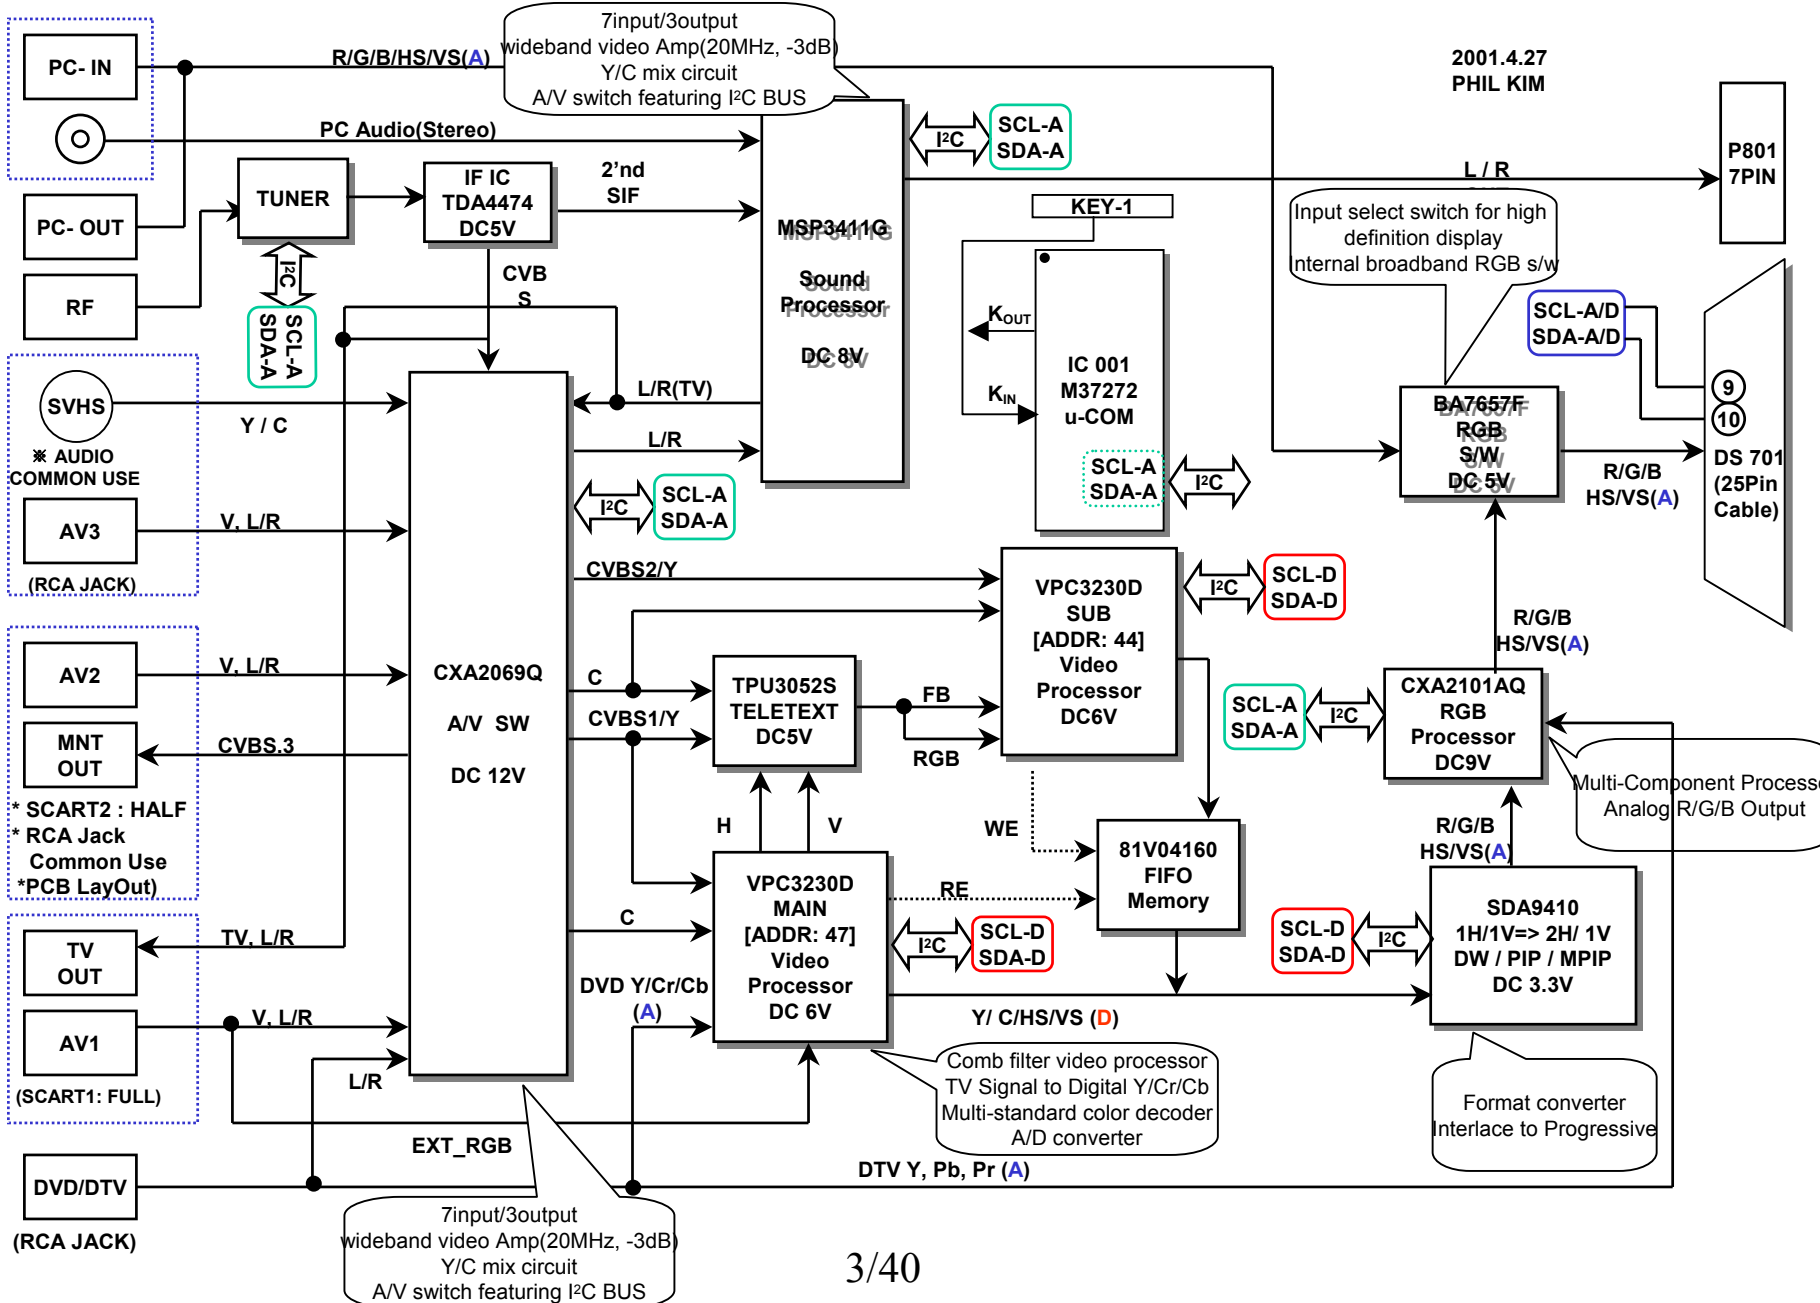 7input/3output
wideband video Amp(20MHz, -3dB)
Y/C mix circuit
A/V switch featuring I²C BUS
2001.4.27
PHIL KIM
PC- IN
R/G/B/HS/VS(A)
PC Audio(Stereo)
PC- OUT
RF
TUNER
IF IC
TDA4474
DC5V
2'nd
SIF
I²C
SCL-A
SDA-A
CVB
S
MSP3411G
Sound
Processor
DC 8V
I²C
SCL-A
SDA-A
L / R
P801
7PIN
KEY-1
KOUT
KIN
IC 001
M37272
u-COM
SCL-A
SDA-A
I²C
Input select switch for high
definition display
Internal broadband RGB s/w
SCL-A/D
SDA-A/D
9
10
DS 701
(25Pin
Cable)
BA7657F
RGB
S/W
DC 5V
R/G/B
HS/VS(A)
SVHS
Y / C
※ AUDIO
COMMON USE
AV3
V, L/R
(RCA JACK)
L/R(TV)
L/R
I²C
SCL-A
SDA-A
CVBS2/Y
CXA2069Q
A/V SW
DC 12V
AV2
V, L/R
MNT
OUT
CVBS.3
* SCART2 : HALF
* RCA Jack
Common Use
*PCB LayOut)
C
CVBS1/Y
TPU3052S
TELETEXT
DC5V
FB
RGB
VPC3230D
SUB
[ADDR: 44]
Video
Processor
DC6V
I²C
SCL-D
SDA-D
R/G/B
HS/VS(A)
SCL-A
SDA-A
I²C
CXA2101AQ
RGB
Processor
DC9V
Multi-Component Process
Analog R/G/B Output
H
V
WE
RE
81V04160
FIFO
Memory
R/G/B
HS/VS(A)
TV
OUT
TV, L/R
AV1
V, L/R
(SCART1: FULL)
L/R
C
DVD Y/Cr/Cb
(A)
VPC3230D
MAIN
[ADDR: 47]
Video
Processor
DC 6V
I²C
SCL-D
SDA-D
Y/ C/HS/VS (D)
SCL-D
SDA-D
I²C
SDA9410
1H/1V=> 2H/ 1V
DW / PIP / MPIP
DC 3.3V
Comb filter video processor
TV Signal to Digital Y/Cr/Cb
Multi-standard color decoder
A/D converter
Format converter
Interlace to Progressive
EXT_RGB
DTV Y, Pb, Pr (A)
DVD/DTV
(RCA JACK)
7input/3output
wideband video Amp(20MHz, -3dB)
Y/C mix circuit
A/V switch featuring I²C BUS
3/40